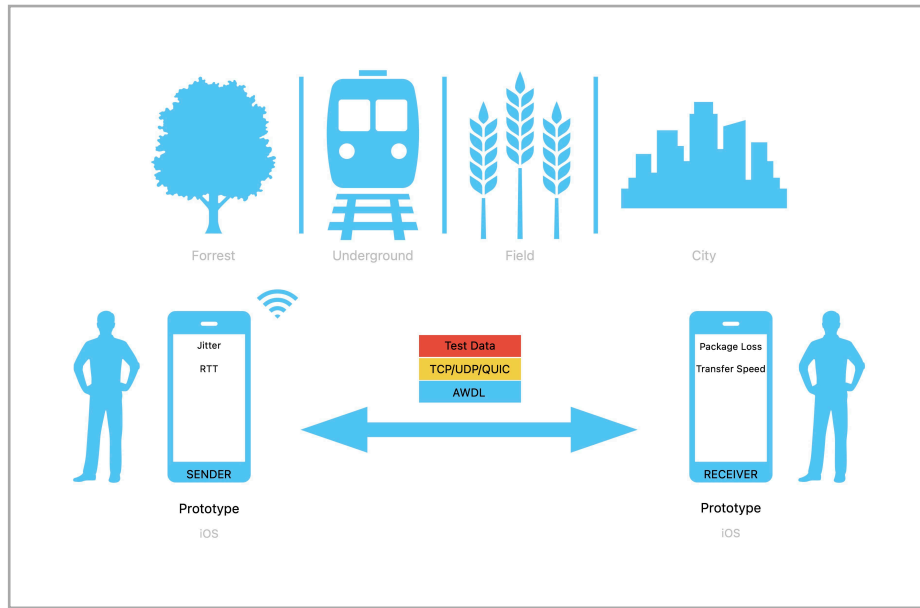 Forrest
Underground
Field
City
Jitter
RTT
SENDER
Prototype
iOS
Test Data
TCP/UDP/QUIC
AWDL
Package Loss
Transfer Speed
RECEIVER
Prototype
iOS